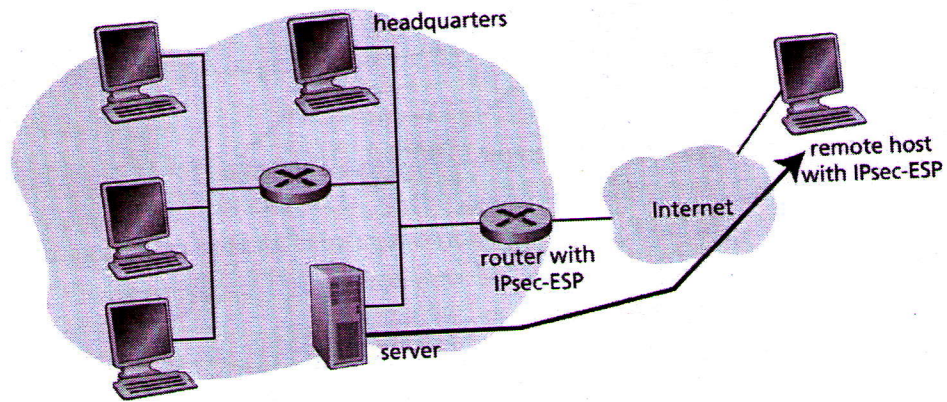 headquarters
remote host
with IPsec-ESP
Internet
router with
IPsec-ESP
server